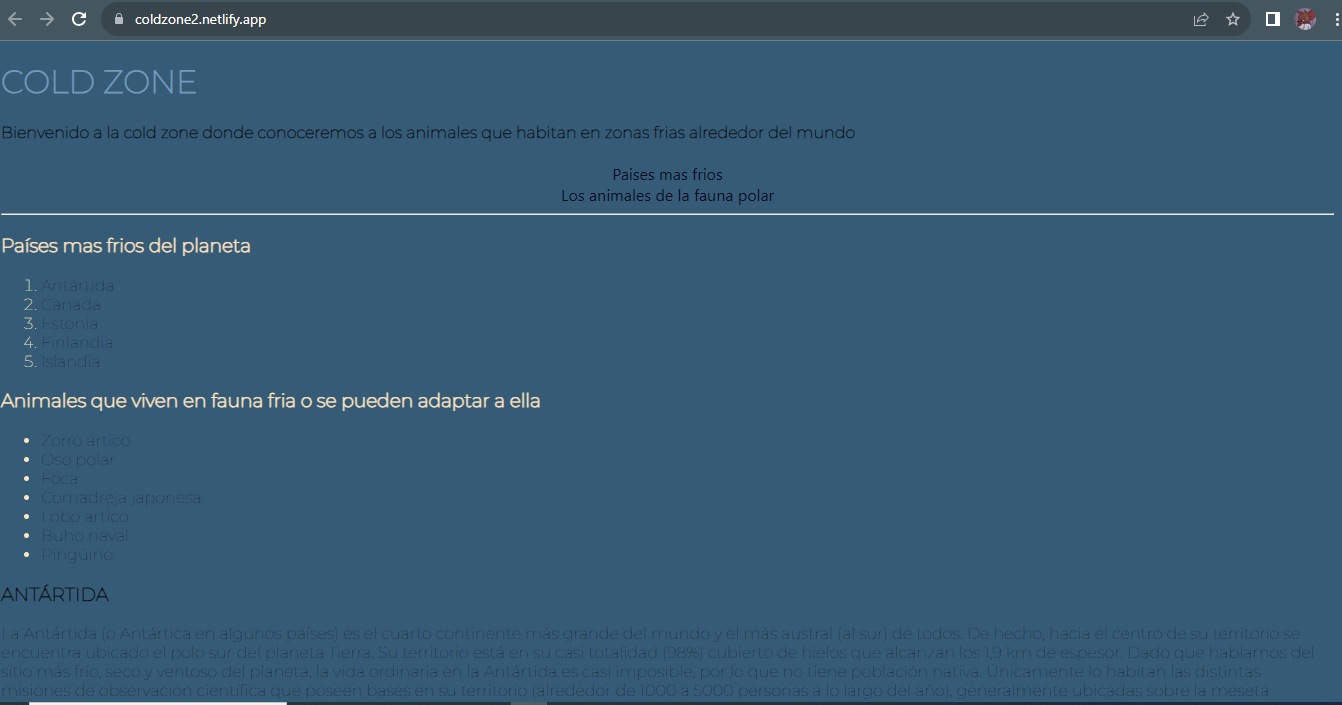 coldzone2.netlify.app
COLD ZONE
Bienvenido a la cold zone donde conoceremos a los animales que habitan en zonas frias alrededor del mundo
Paises mas frios
Los animales de la fauna polar
Países mas frios del planeta
1. Antártida
2. Canada
3. Estonia
4. Finlandia
5. Islandia
Animales que viven en fauna fria o se pueden adaptar a ella
• Zorro artico
• Oso polar
• Foca
• Comadreja japonesa
• Lobo artico
• Buho naval
• Pingüino
ANTÁRTIDA
La Antártida (o Antártica en algunos países) es el cuarto continente más grande del mundo y el más austral (al sur) de todos. De hecho, hacia el centro de su territorio se
encuentra ubicado el polo sur del planeta Tierra. Su territorio está en su casi totalidad (98%) cubierto de hielos que alcanzan los 1,9 km de espesor. Dado que hablamos del
sitio más frío, seco y ventoso del planeta, la vida ordinaria en la Antártida es casi imposible, por lo que no tiene población nativa. Únicamente lo habitan las distintas
misiones de observación científica que poseen bases en su territorio (alrededor de 1000 a 5000 personas a lo largo del año), generalmente ubicadas sobre la meseta